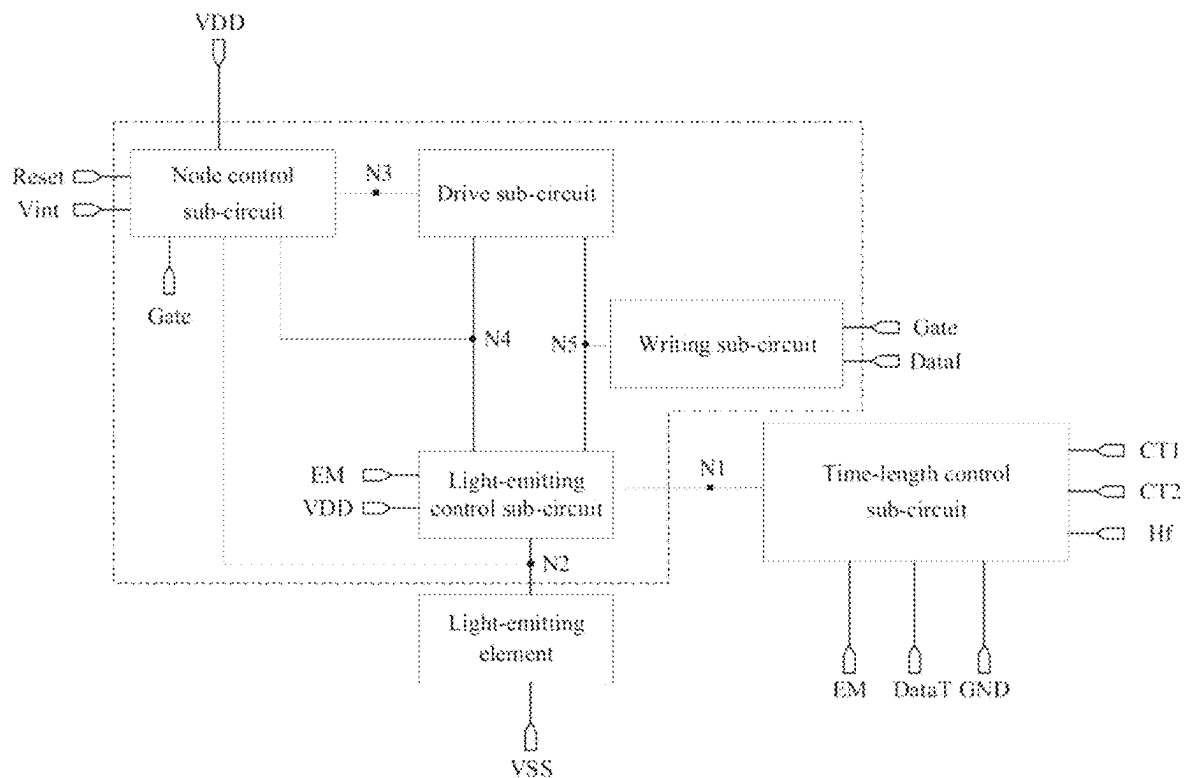 VDD
Reset
Vint
Node control
sub-circuit
N3
Drive sub-circuit
Gate
N4
N5
Writing sub-circuit
Gate
DataI
EM
VDD
Light-emitting
control sub-circuit
N1
Time-length control
sub-circuit
CT1
CT2
Hf
N2
Light-emitting
element
EM
DataT
GND
VSS